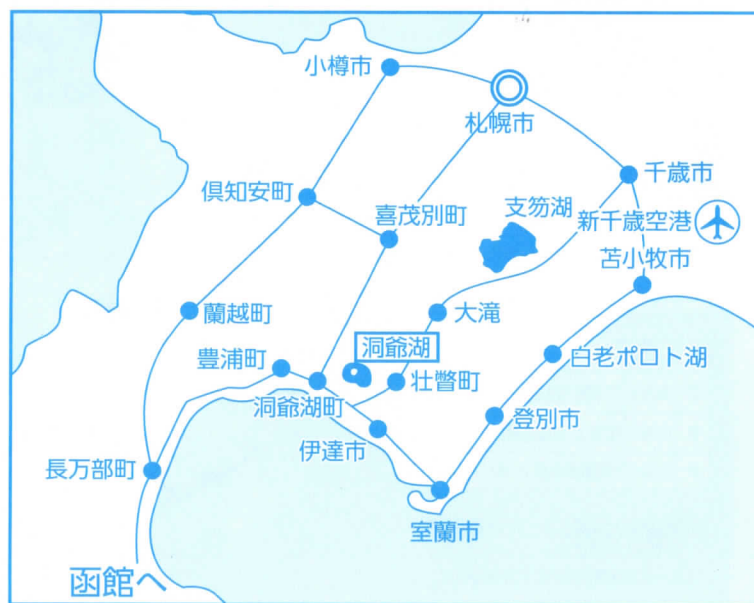 小樽市
札幌市
千歳市
倶知安町
喜茂別町
支笏湖
新千歳空港
苫小牧市
蘭越町
大滝
豊浦町
洞爺湖
白老ポロト湖
壮瞥町
洞爺湖町
登別市
伊達市
長万部町
室蘭市
函館へ